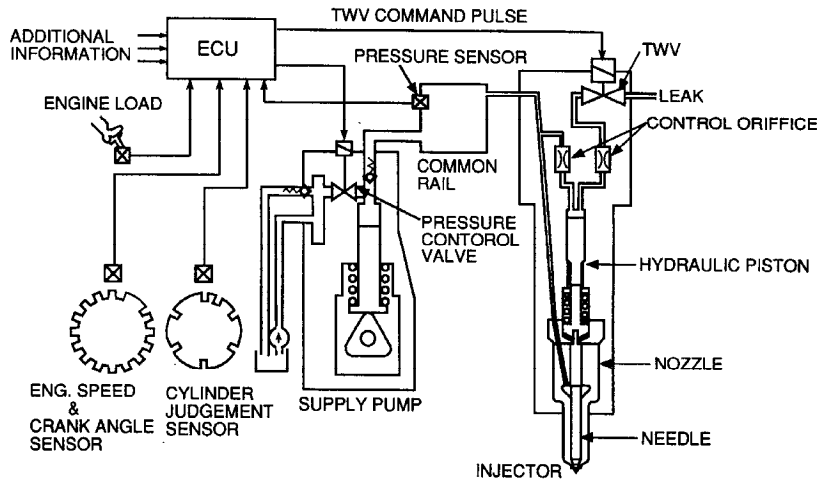 TWV COMMAND PULSE
ADDITIONAL
INFORMATION
ECU
PRESSURE SENSOR
TWV
LEAK
ENGINE LOAD
CONTROL ORIFFICE
COMMON
RAIL
PRESSURE
CONTOROL
VALVE
HYDRAULIC PISTON
NOZZLE
ENG. SPEED
&
CRANK ANGLE
SENSOR
CYLINDER
JUDGEMENT
SENSOR
SUPPLY PUMP
NEEDLE
INJECTOR